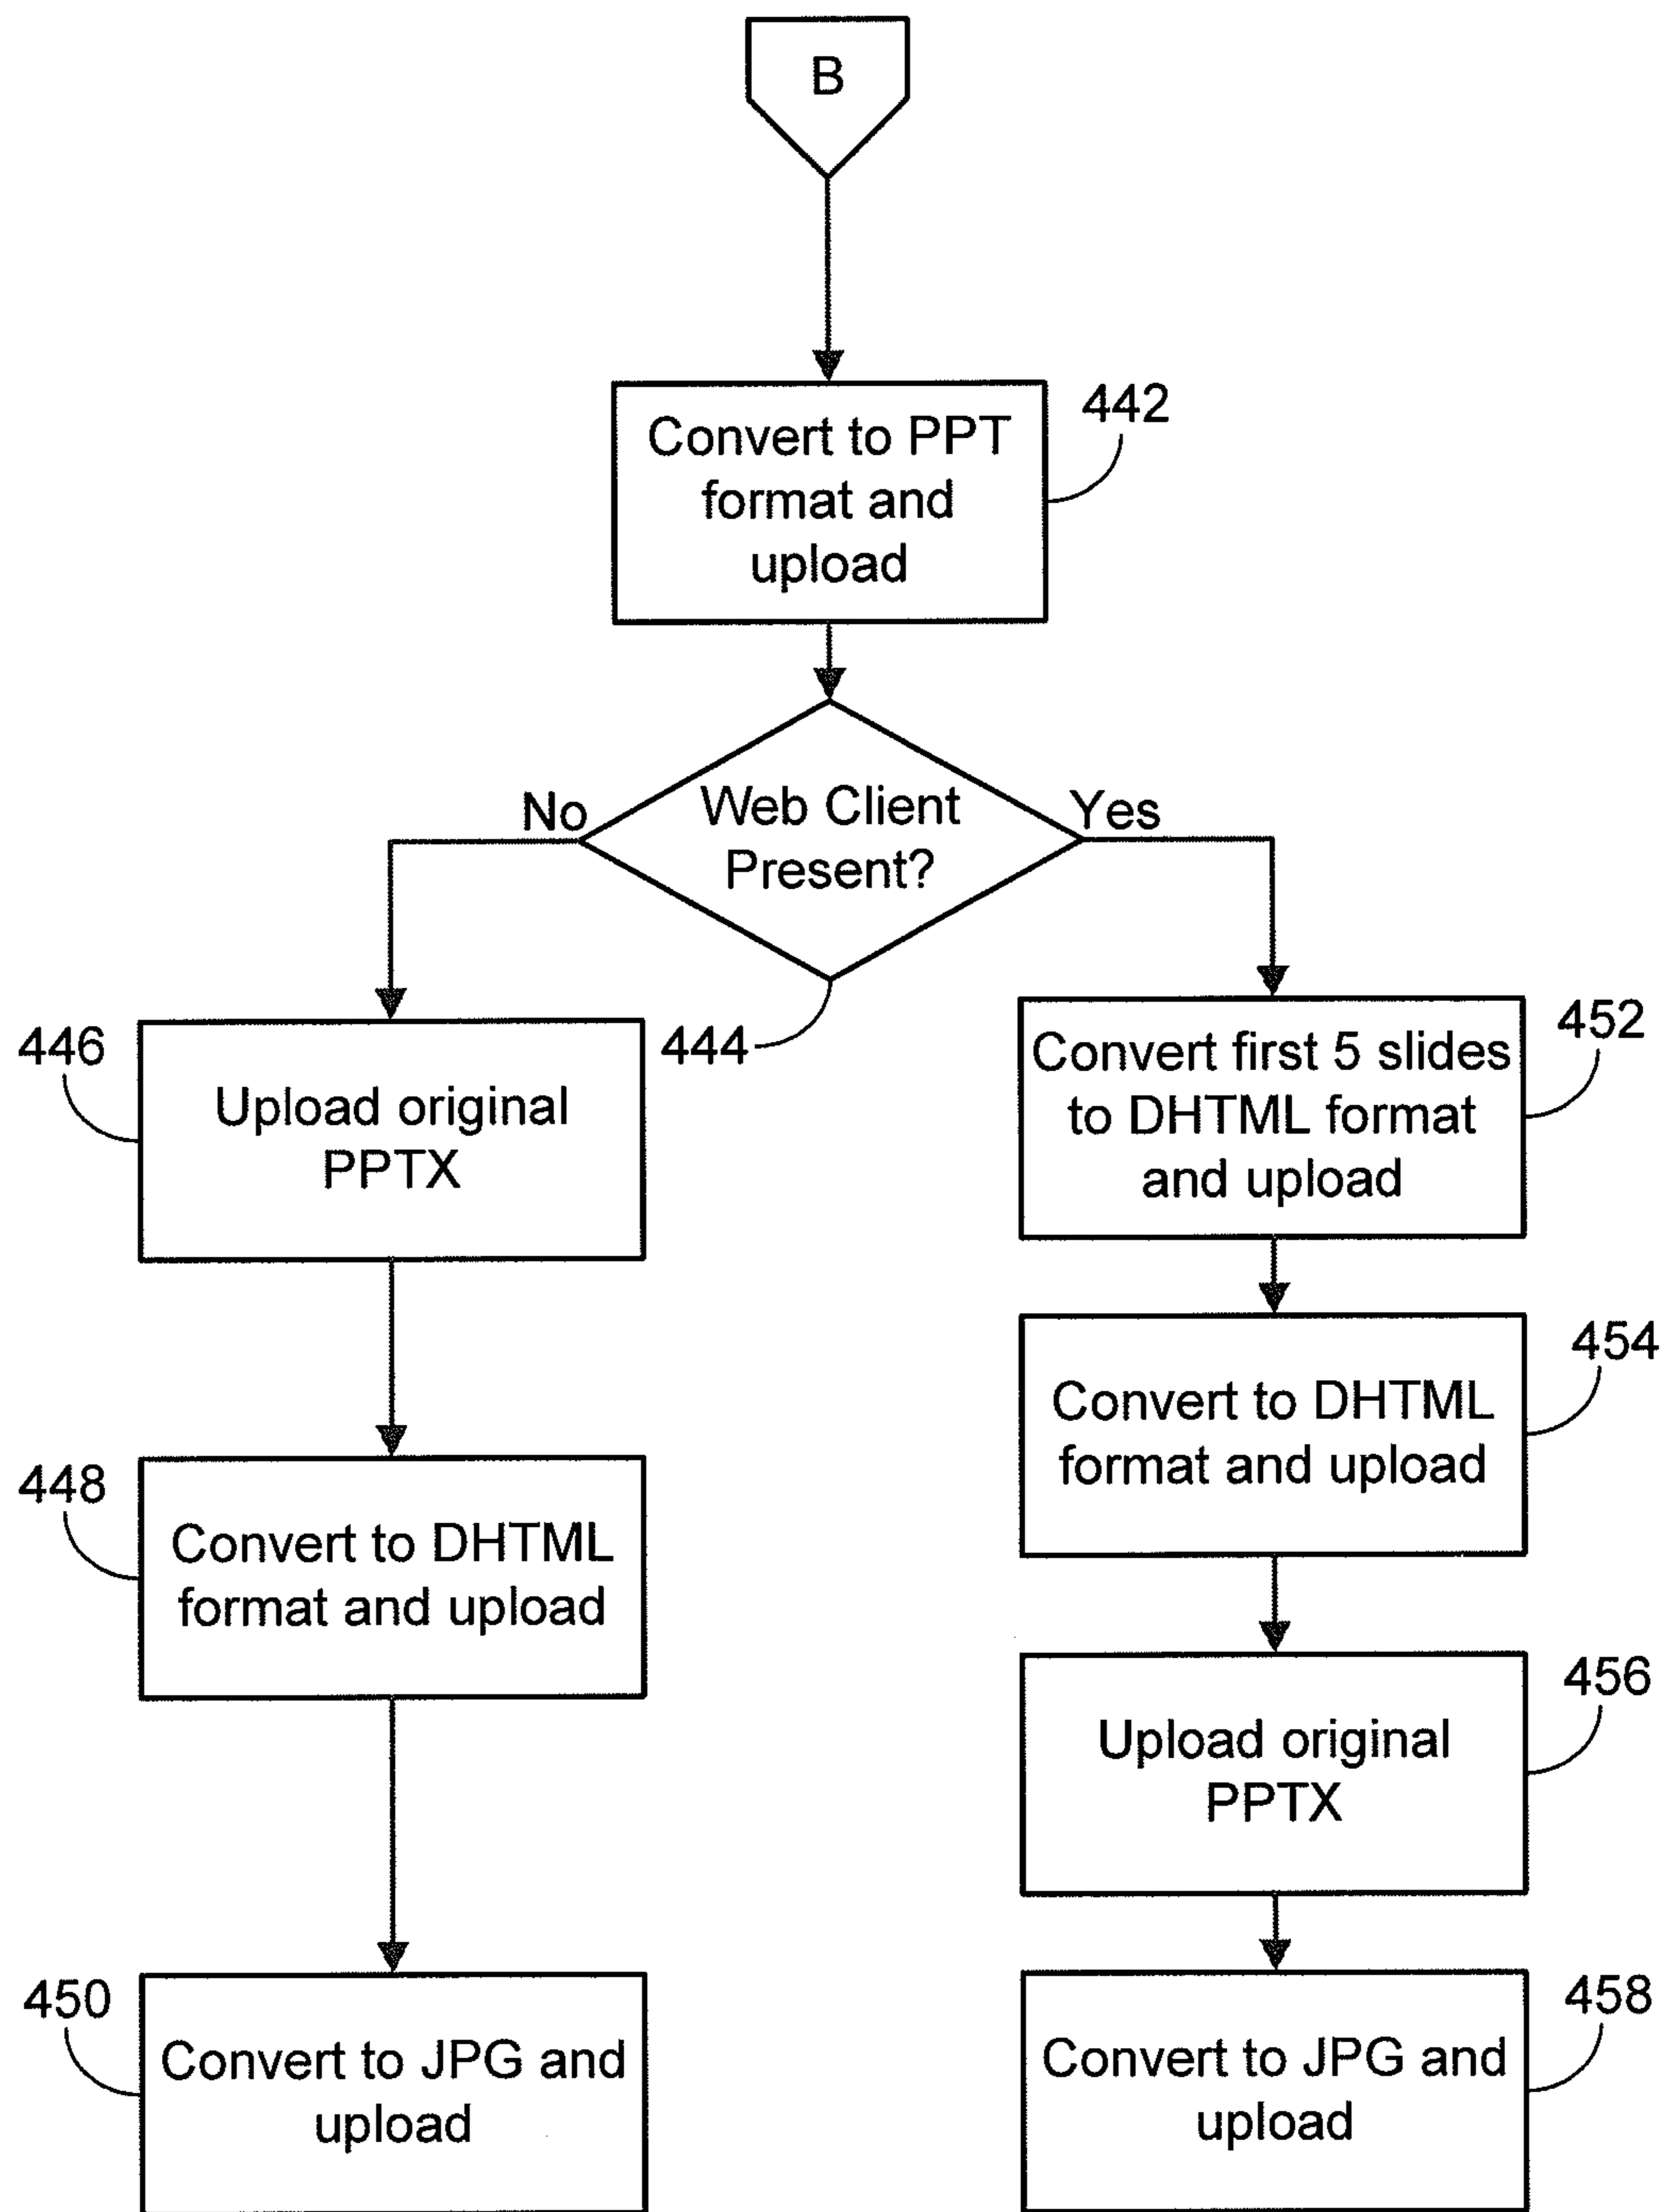 B
Convert to PPT
format and
upload
442
Web Client
Present?
No
Yes
444
446
Upload original
PPTX
452
Convert first 5 slides
to DHTML format
and upload
448
Convert to DHTML
format and upload
454
Convert to DHTML
format and upload
456
Upload original
PPTX
450
Convert to JPG and
upload
458
Convert to JPG and
upload